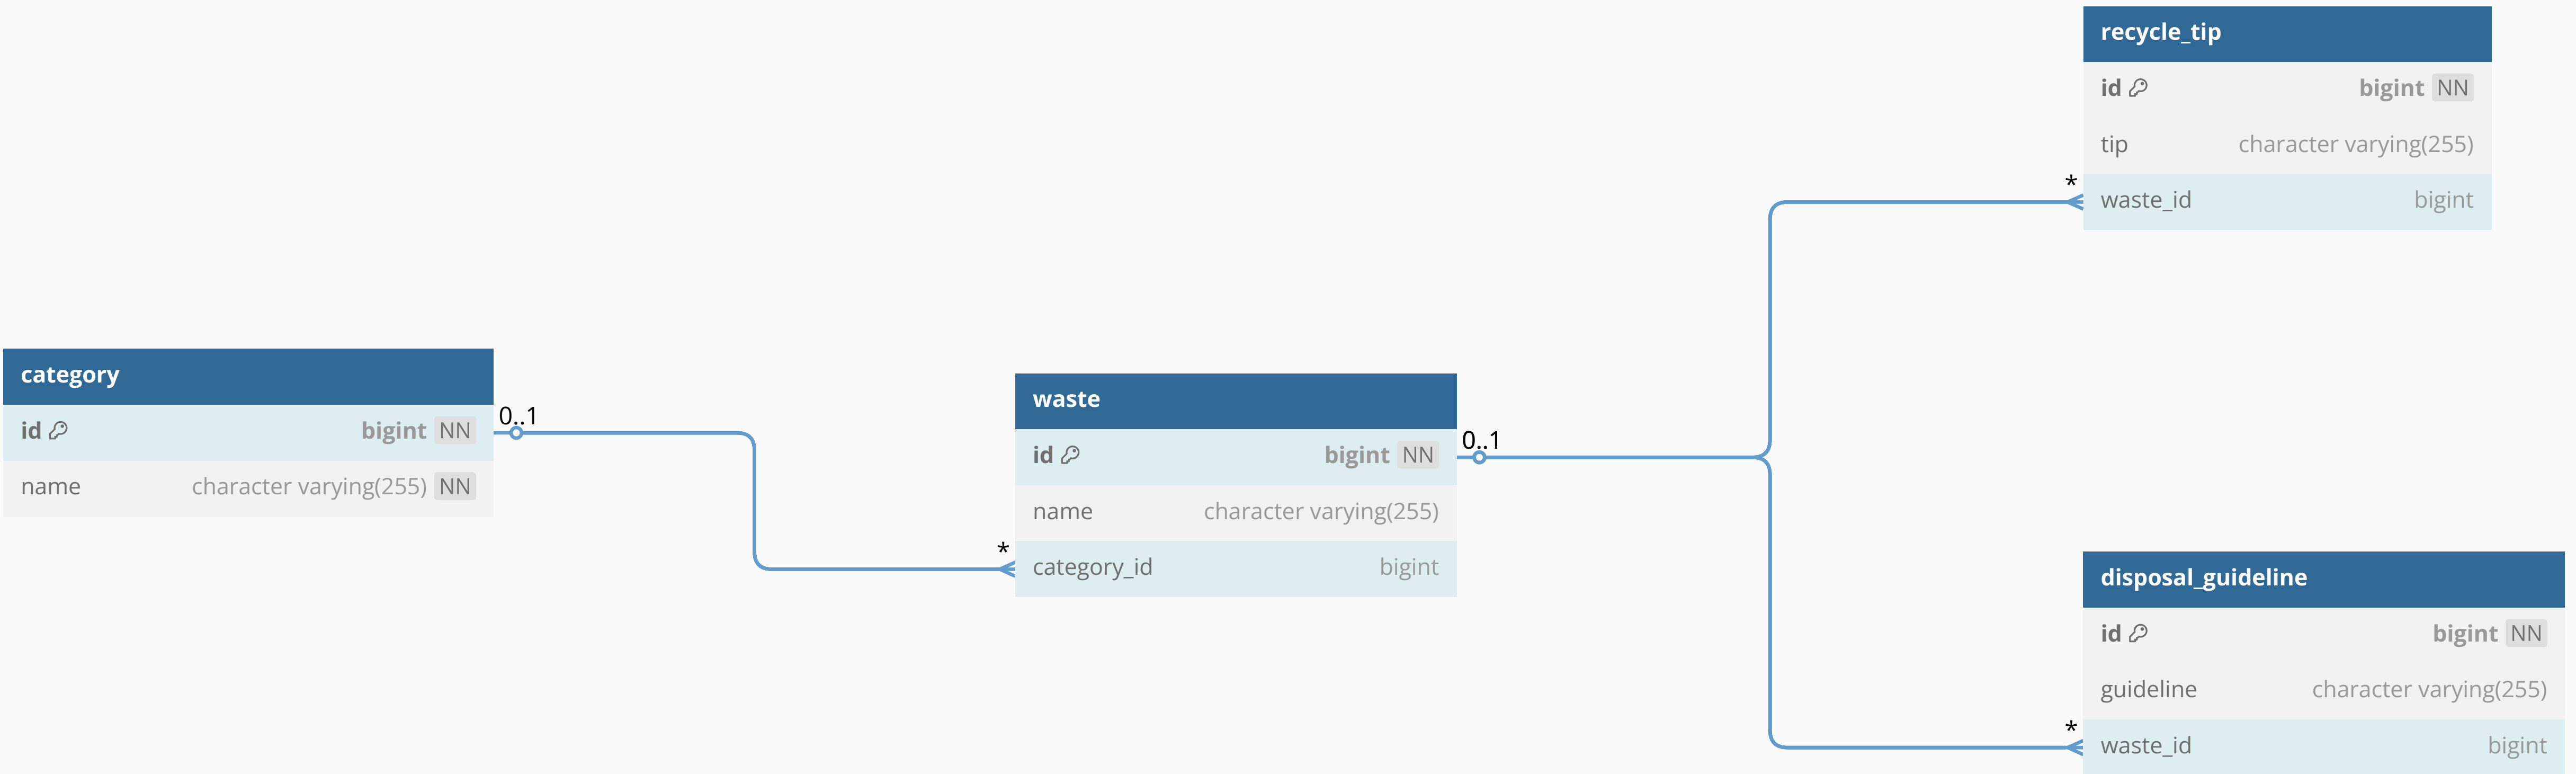 recycle_tip
id bigint NN
tip character varying(255)
* waste_id bigint
category
id bigint NN 0..1
name character varying(255) NN
waste
id bigint NN 0..1
name character varying(255)
* category_id bigint
disposal_guideline
id bigint NN
guideline character varying(255)
* waste_id bigint